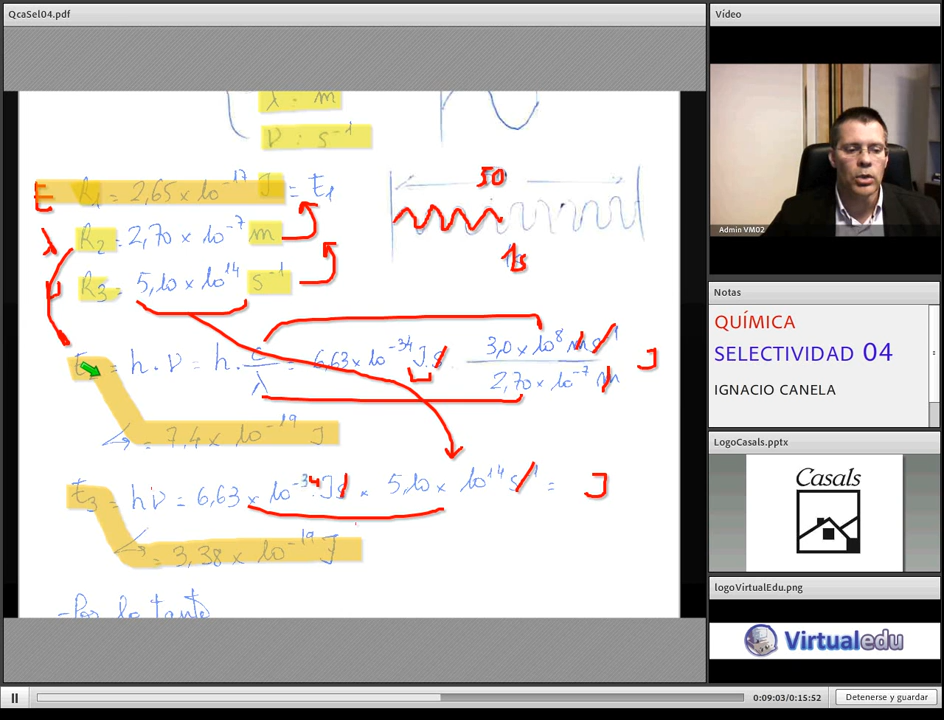 QcaSel04.pdf
λ : m
ν : s⁻¹
E R₁ = 2,65 x 10⁻¹⁷ J = E₁
λ R₂ = 2,70 x 10⁻⁷ m
R₃ = 5,10 x 10¹⁴ s⁻¹
50
1s
E₂ = h . ν = h . c/λ = 6,63 x 10⁻³⁴ J.s . 3,0 x 10⁸ m s⁻¹ / 2,70 x 10⁻⁷ m J
= 7,4 x 10⁻¹⁹ J
E₃ = hν = 6,63 x 10⁻³⁴ . Js x 5,10 x 10¹⁴ s⁻¹ = J
= 3,38 x 10⁻¹⁹ J
- Por lo tanto
Vídeo
Admin VM02
Notas
QUÍMICA
SELECTIVIDAD 04
IGNACIO CANELA
LogoCasals.pptx
Casals
logoVirtualEdu.png
Virtualedu
0:09:03/0:15:52
Detenerse y guardar